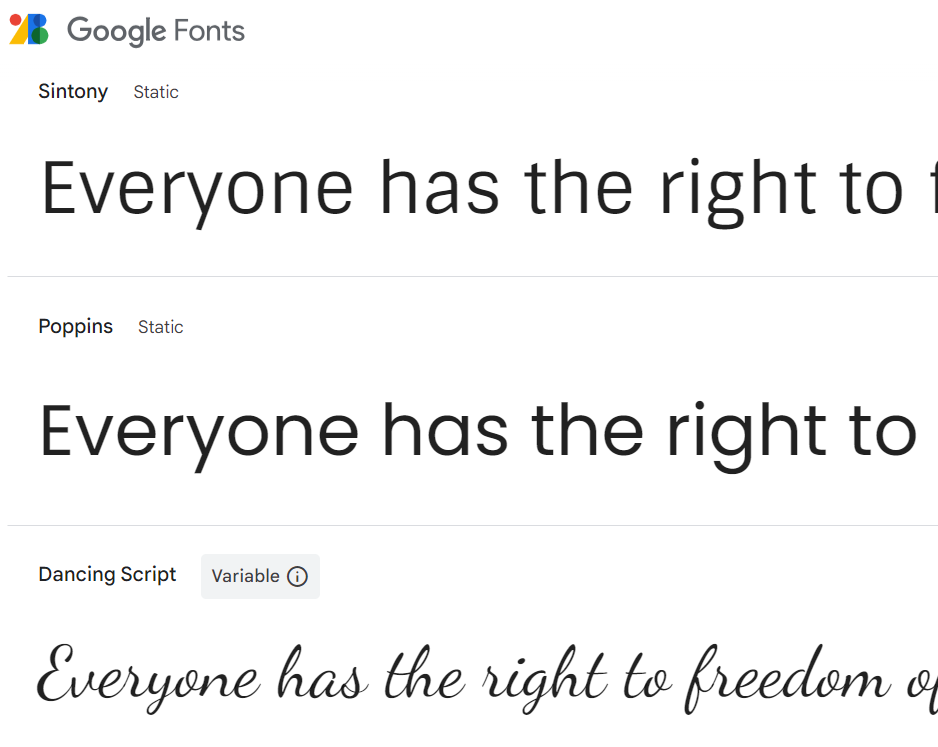 Google Fonts
Sintony Static
Everyone has the right to
Poppins Static
Everyone has the right to
Dancing Script Variable
Everyone has the right to freedom of